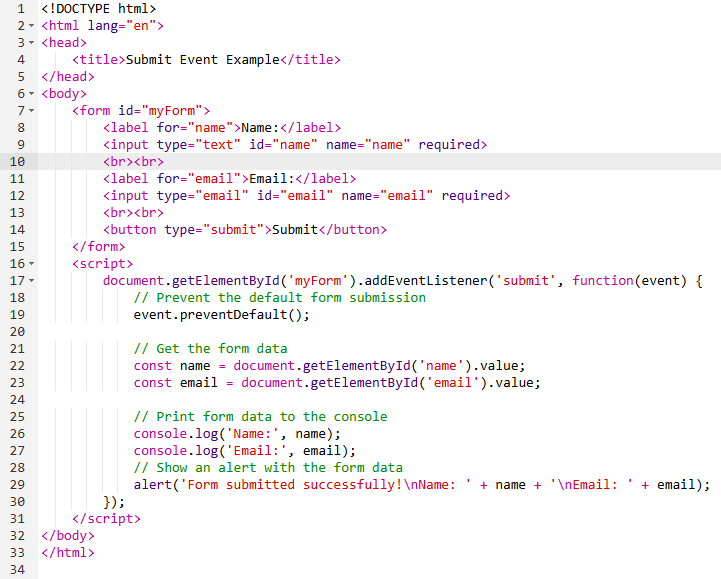 1 <!DOCTYPE html>
2 <html lang="en">
3 <head>
4     <title>Submit Event Example</title>
5 </head>
6 <body>
7     <form id="myForm">
8         <label for="name">Name:</label>
9         <input type="text" id="name" name="name" required>
10         <br><br>
11         <label for="email">Email:</label>
12         <input type="email" id="email" name="email" required>
13         <br><br>
14         <button type="submit">Submit</button>
15     </form>
16     <script>
17         document.getElementById('myForm').addEventListener('submit', function(event) {
18             // Prevent the default form submission
19             event.preventDefault();
20
21             // Get the form data
22             const name = document.getElementById('name').value;
23             const email = document.getElementById('email').value;
24
25             // Print form data to the console
26             console.log('Name:', name);
27             console.log('Email:', email);
28             // Show an alert with the form data
29             alert('Form submitted successfully!\nName: ' + name + '\nEmail: ' + email);
30         });
31     </script>
32 </body>
33 </html>
34